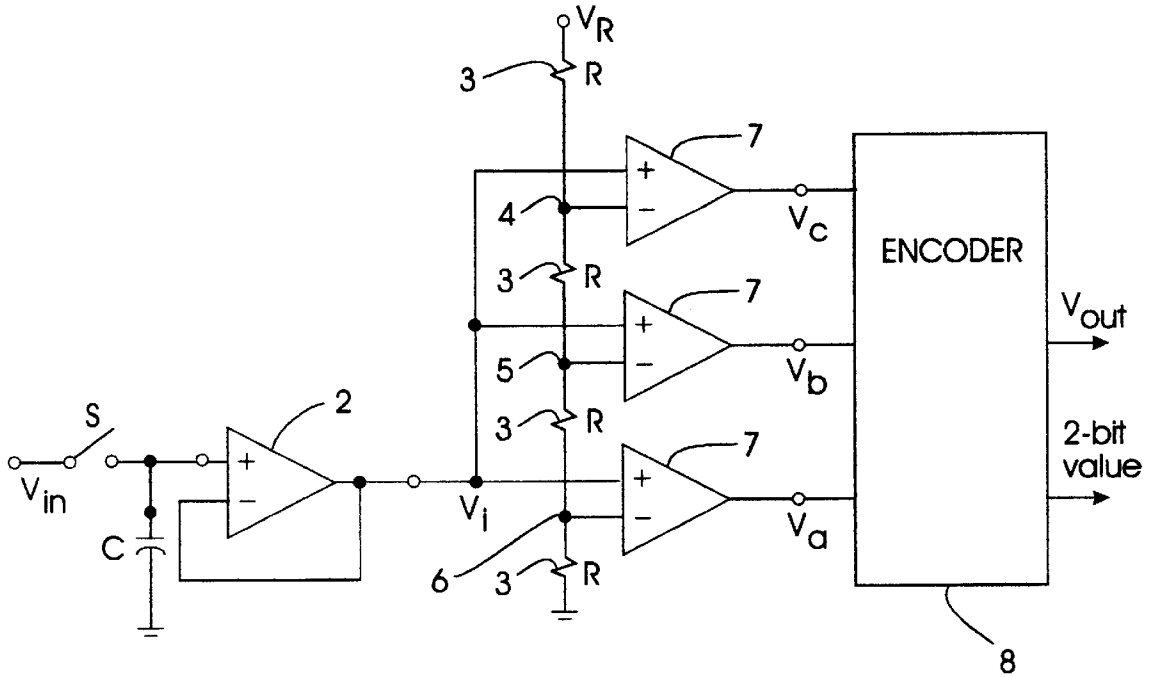 V_R
3
R
7
+
4
−
V_c
ENCODER
3
R
7
+
V_out
5
−
V_b
2
S
3
R
7
2-bit
value
+
+
V_in
−
V_i
−
V_a
C
6
3
R
8